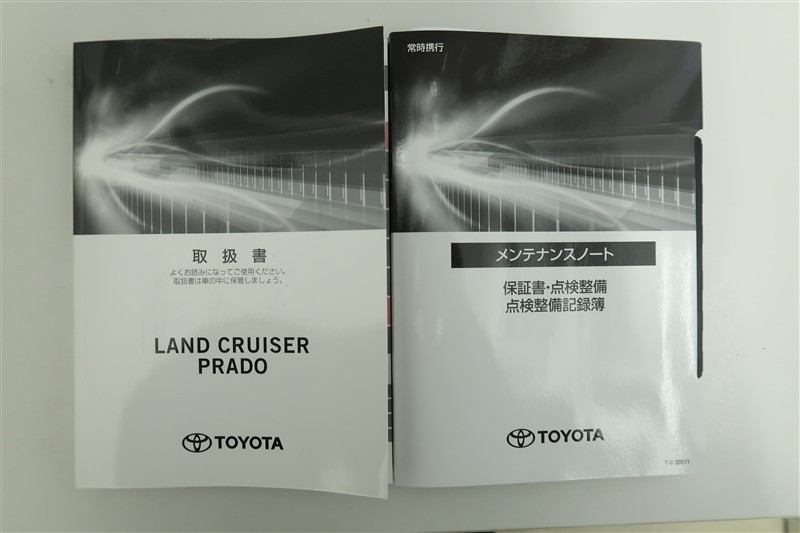 取扱書
よくお読みになってご使用ください。
取扱書は車の中に保管しましょう。
LAND CRUISER
PRADO
TOYOTA
常時携行
メンテナンスノート
保証書・点検整備
点検整備記録簿
TOYOTA